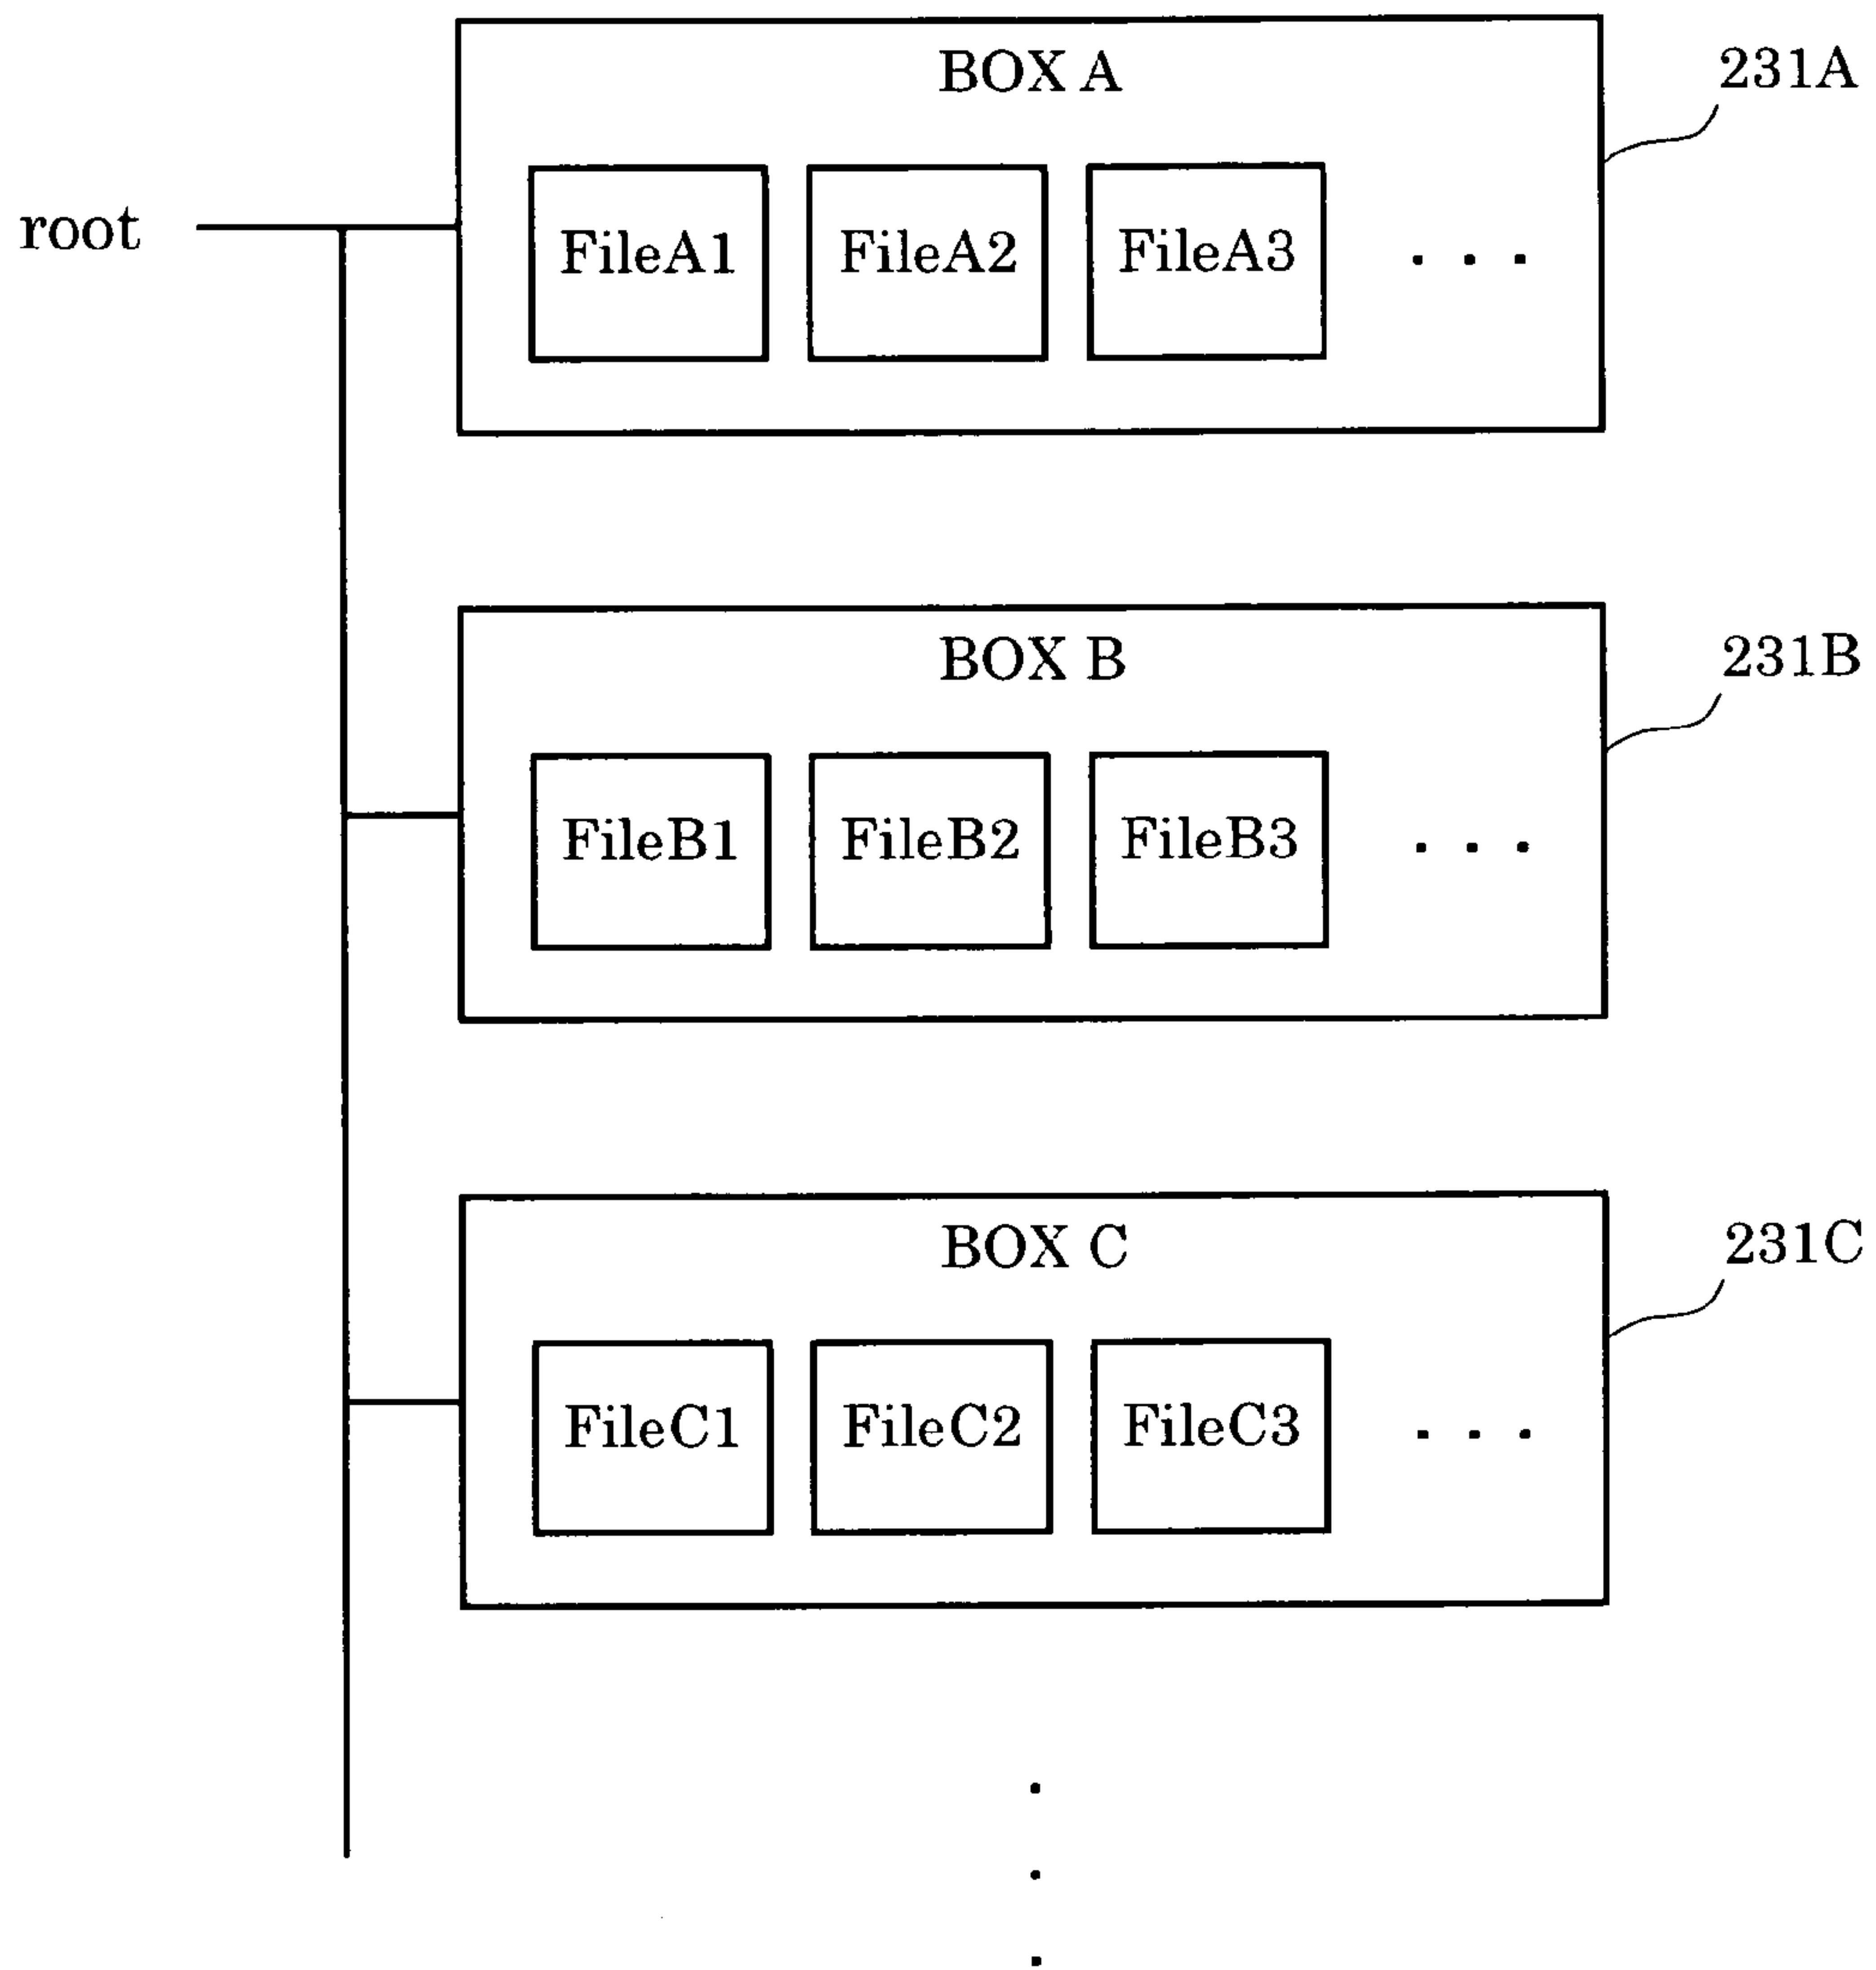 BOX A
231A
root
FileA1 FileA2 FileA3 . . .
BOX B
231B
FileB1 FileB2 FileB3 . . .
BOX C
231C
FileC1 FileC2 FileC3 . . .
.
.
.